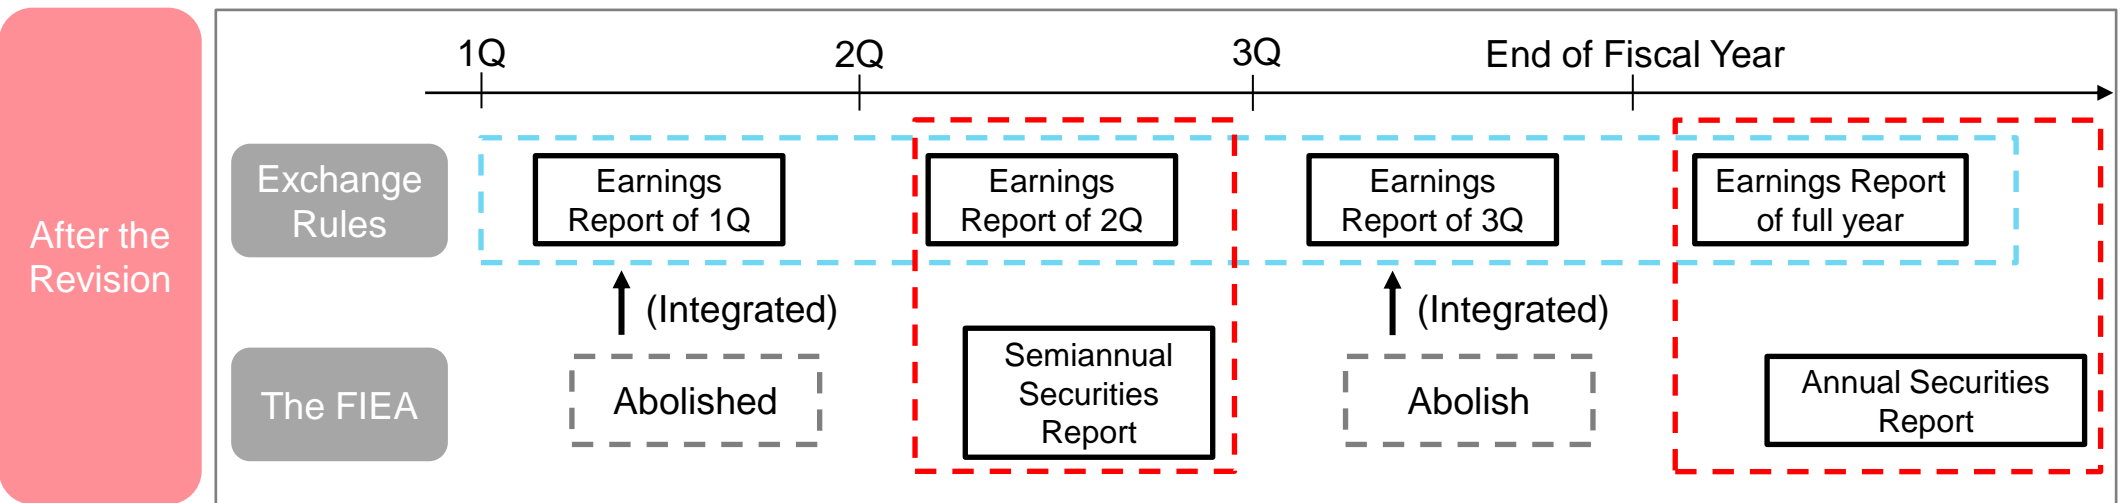 After the
Revision
1Q
2Q
3Q
End of Fiscal Year
Exchange
Rules
Earnings
Report of 1Q
Earnings
Report of 2Q
Earnings
Report of 3Q
Earnings Report
of full year
(Integrated)
(Integrated)
The FIEA
Abolished
Semiannual
Securities
Report
Abolish
Annual Securities
Report